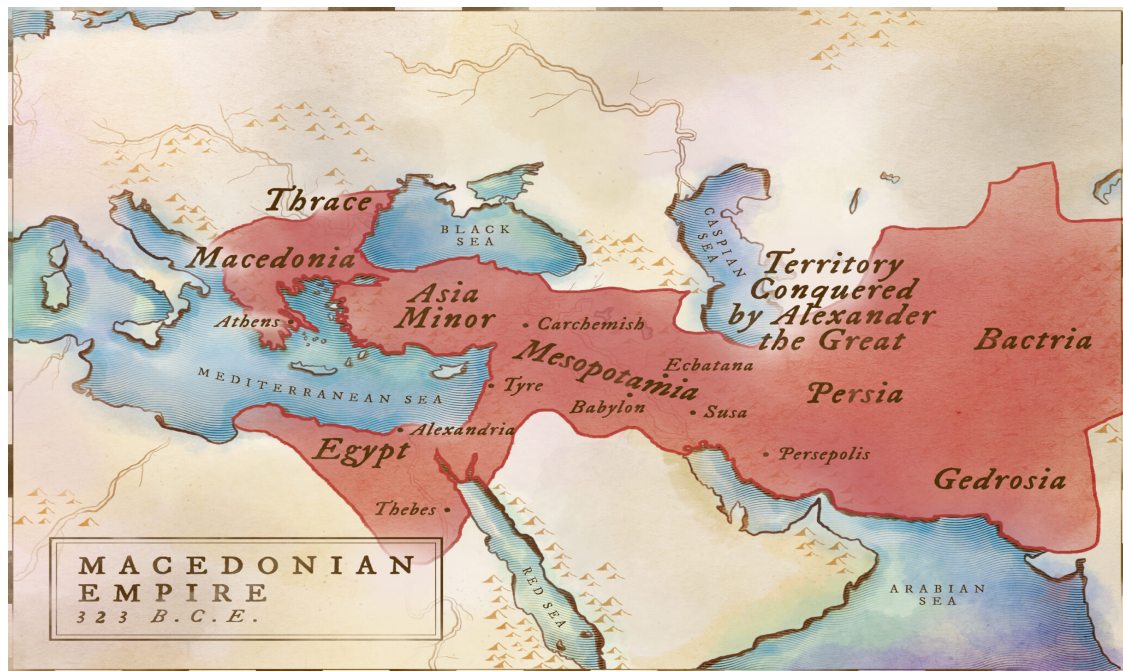 Thrace
BLACK
SEA
CASPIAN
SEA
Macedonia
Territory
Conquered
by Alexander
the Great
Asia
Minor
Athens
Carchemish
Bactria
Mesopotamia
Ecbatana
MEDITERRANEAN SEA
Tyre
Persia
Babylon
Susa
Alexandria
Egypt
Persepolis
Gedrosia
Thebes
RED SEA
ARABIAN
SEA
MACEDONIAN
EMPIRE
323 B.C.E.